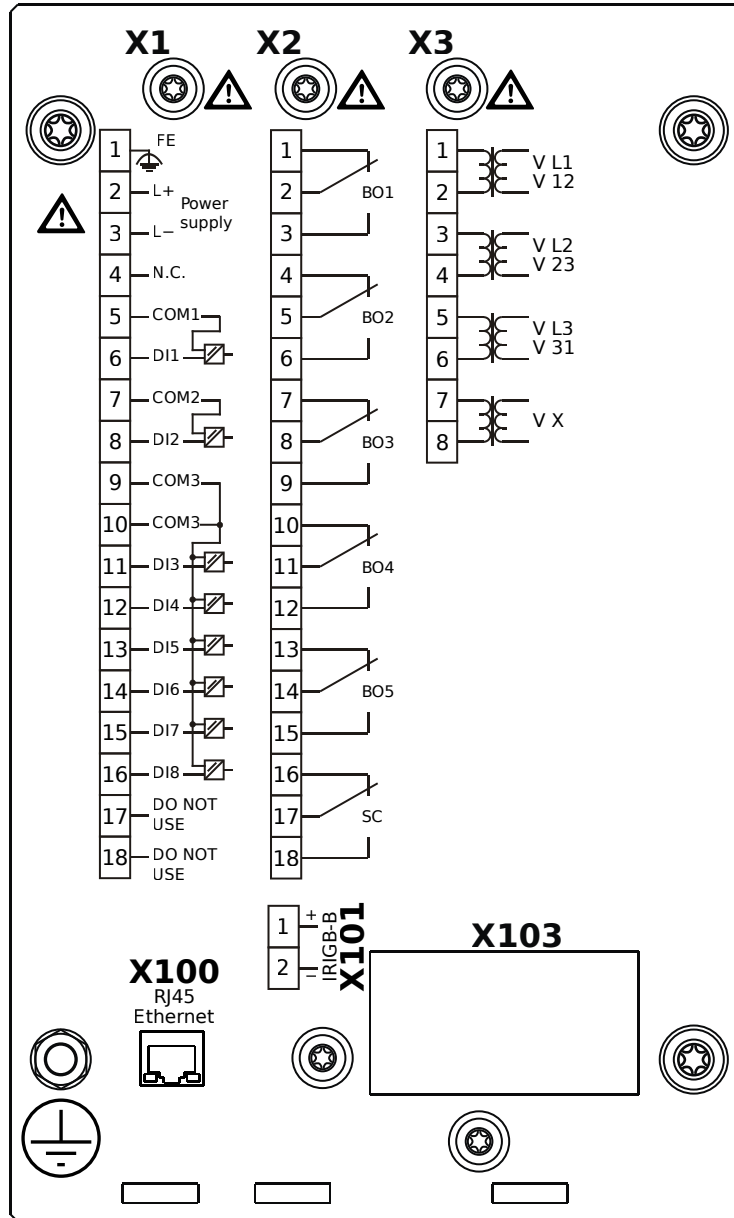 X1 X2 X3
1 FE
2 L+
Power
supply
3 L−
4 N.C.
5 COM1
6 DI1
7 COM2
8 DI2
9 COM3
10 COM3
11 DI3
12 DI4
13 DI5
14 DI6
15 DI7
16 DI8
17 DO NOT
USE
18 DO NOT
USE
1
2 BO1
3
4
5 BO2
6
7
8 BO3
9
10
11 BO4
12
13
14 BO5
15
16
17 SC
18
1 V L1
2 V 12
3 V L2
4 V 23
5 V L3
6 V 31
7 V X
8
1 +
2 −
IRIGB-B
X101
X103
X100
RJ45
Ethernet